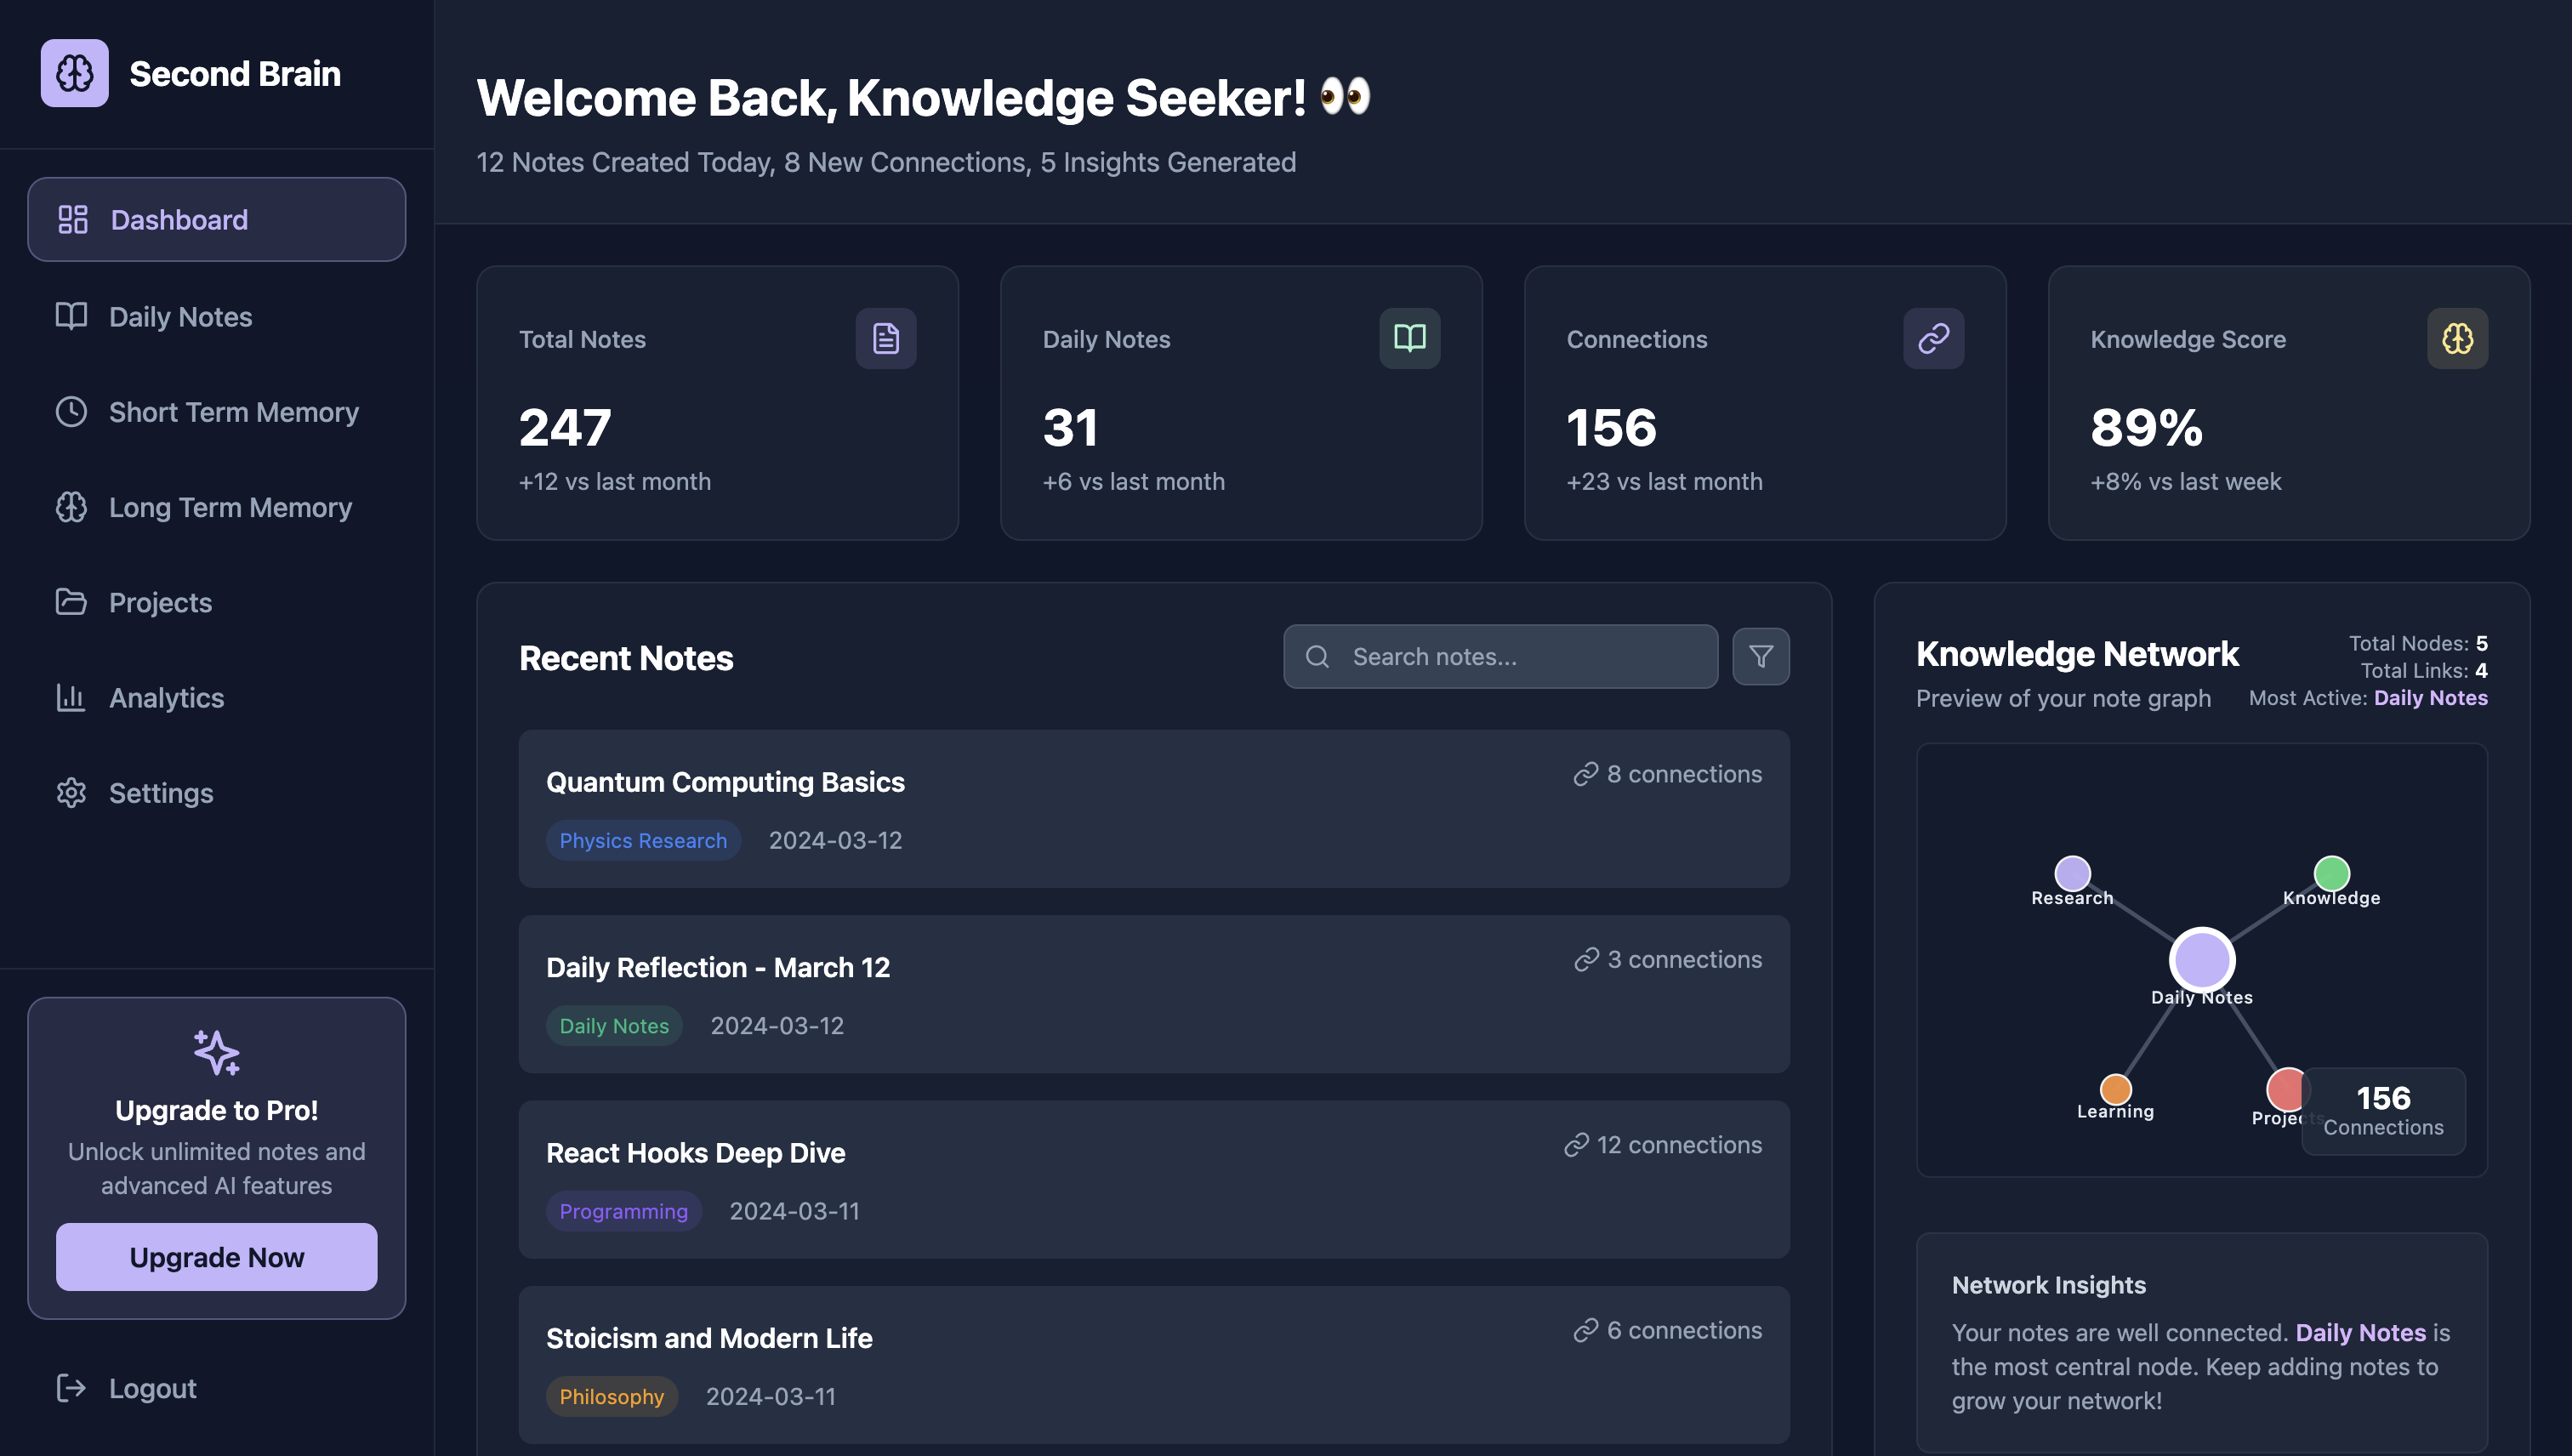 Second Brain
Dashboard
Daily Notes
Short Term Memory
Long Term Memory
Projects
Analytics
Settings
Upgrade to Pro!
Unlock unlimited notes and
advanced AI features
Upgrade Now
Logout
Welcome Back, Knowledge Seeker! 👀
12 Notes Created Today, 8 New Connections, 5 Insights Generated
Total Notes
247
+12 vs last month
Daily Notes
31
+6 vs last month
Connections
156
+23 vs last month
Knowledge Score
89%
+8% vs last week
Recent Notes
Search notes...
Quantum Computing Basics
8 connections
Physics Research 2024-03-12
Daily Reflection - March 12
3 connections
Daily Notes 2024-03-12
React Hooks Deep Dive
12 connections
Programming 2024-03-11
Stoicism and Modern Life
6 connections
Philosophy 2024-03-11
Knowledge Network
Preview of your note graph
Total Nodes: 5
Total Links: 4
Most Active: Daily Notes
Research
Knowledge
Daily Notes
Learning
Projects
156
Connections
Network Insights
Your notes are well connected. Daily Notes is
the most central node. Keep adding notes to
grow your network!